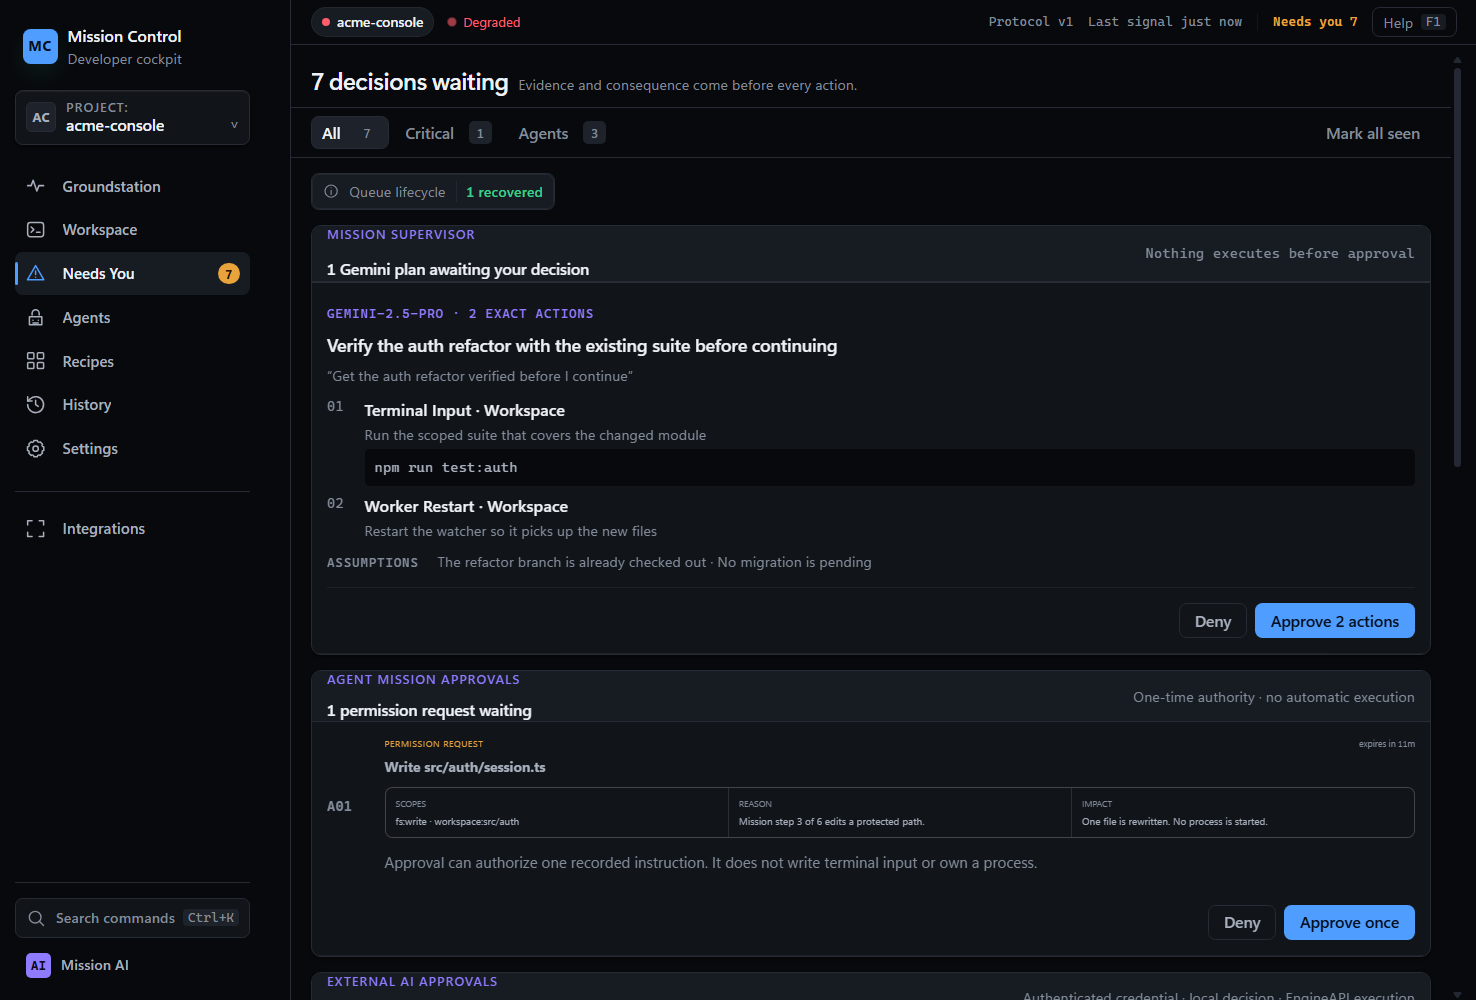 MC
Mission Control
Developer cockpit
AC
PROJECT:
acme-console
v
Groundstation
Workspace
Needs You 7
Agents
Recipes
History
Settings
Integrations
Search commands Ctrl+K
AI Mission AI
acme-console Degraded
Protocol v1 Last signal just now Needs you 7 Help F1
7 decisions waiting Evidence and consequence come before every action.
All 7 Critical 1 Agents 3 Mark all seen
Queue lifecycle 1 recovered
MISSION SUPERVISOR
1 Gemini plan awaiting your decision
Nothing executes before approval
GEMINI-2.5-PRO · 2 EXACT ACTIONS
Verify the auth refactor with the existing suite before continuing
“Get the auth refactor verified before I continue”
01 Terminal Input · Workspace
Run the scoped suite that covers the changed module
npm run test:auth
02 Worker Restart · Workspace
Restart the watcher so it picks up the new files
ASSUMPTIONS The refactor branch is already checked out · No migration is pending
Deny Approve 2 actions
AGENT MISSION APPROVALS
1 permission request waiting
One-time authority · no automatic execution
PERMISSION REQUEST expires in 11m
Write src/auth/session.ts
A01
SCOPES
fs:write · workspace:src/auth
REASON
Mission step 3 of 6 edits a protected path.
IMPACT
One file is rewritten. No process is started.
Approval can authorize one recorded instruction. It does not write terminal input or own a process.
Deny Approve once
EXTERNAL AI APPROVALS
Authenticated credential · local decision · EngineAPI execution